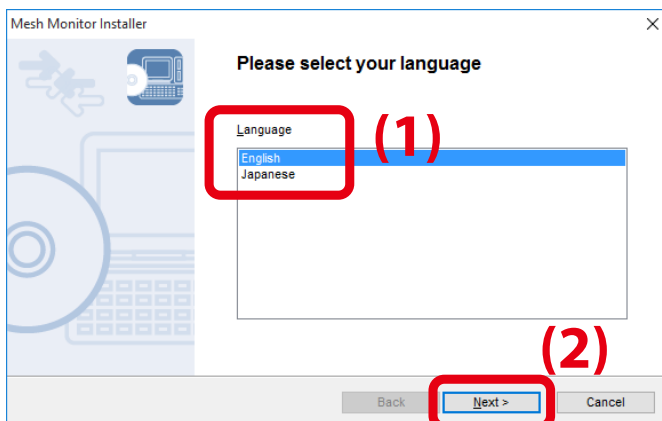 Mesh Monitor Installer
Please select your language
Language
(1)
English
Japanese
(2)
Back
Next >
Cancel